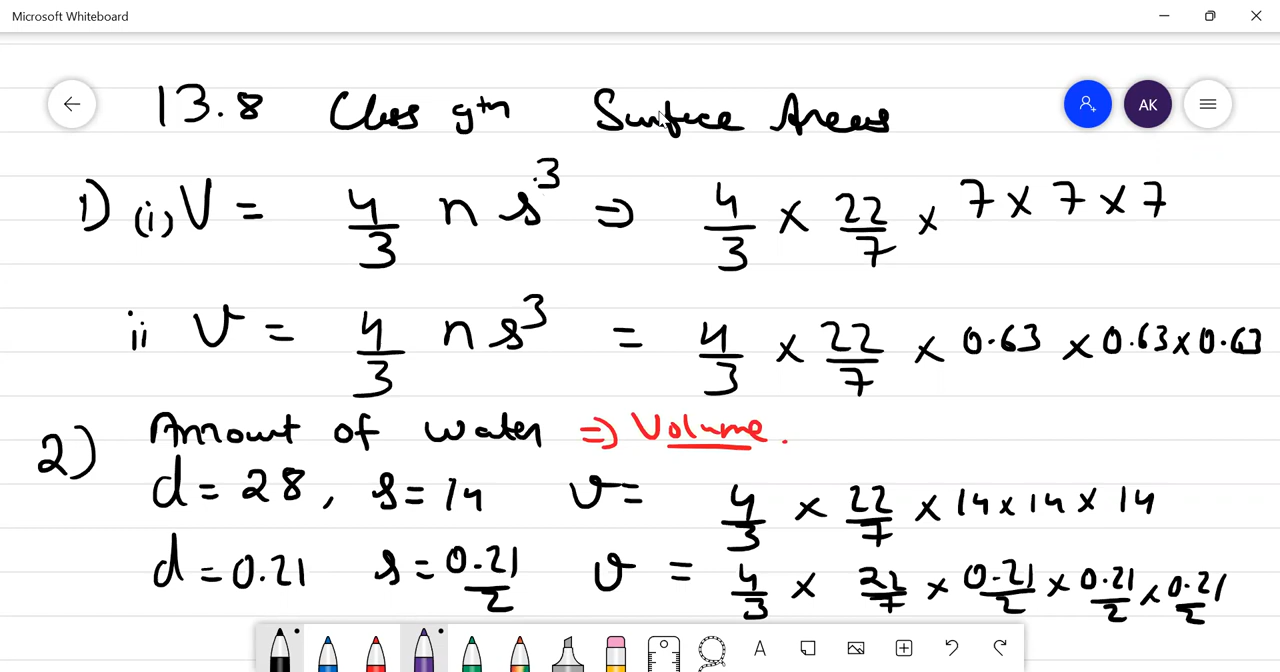 Microsoft Whiteboard
13.8 Class 9th Surface Areas
AK
1) (i) V = 4/3 π r³ ⇒ 4/3 × 22/7 × 7 × 7 × 7
ii V = 4/3 π r³ = 4/3 × 22/7 × 0.63 × 0.63 × 0.63
2) Amount of water ⇒ Volume.
d = 28, r = 14 V = 4/3 × 22/7 × 14 × 14 × 14
d = 0.21 r = 0.21/2 V = 4/3 × 22/7 × 0.21/2 × 0.21/2 × 0.21/2
A